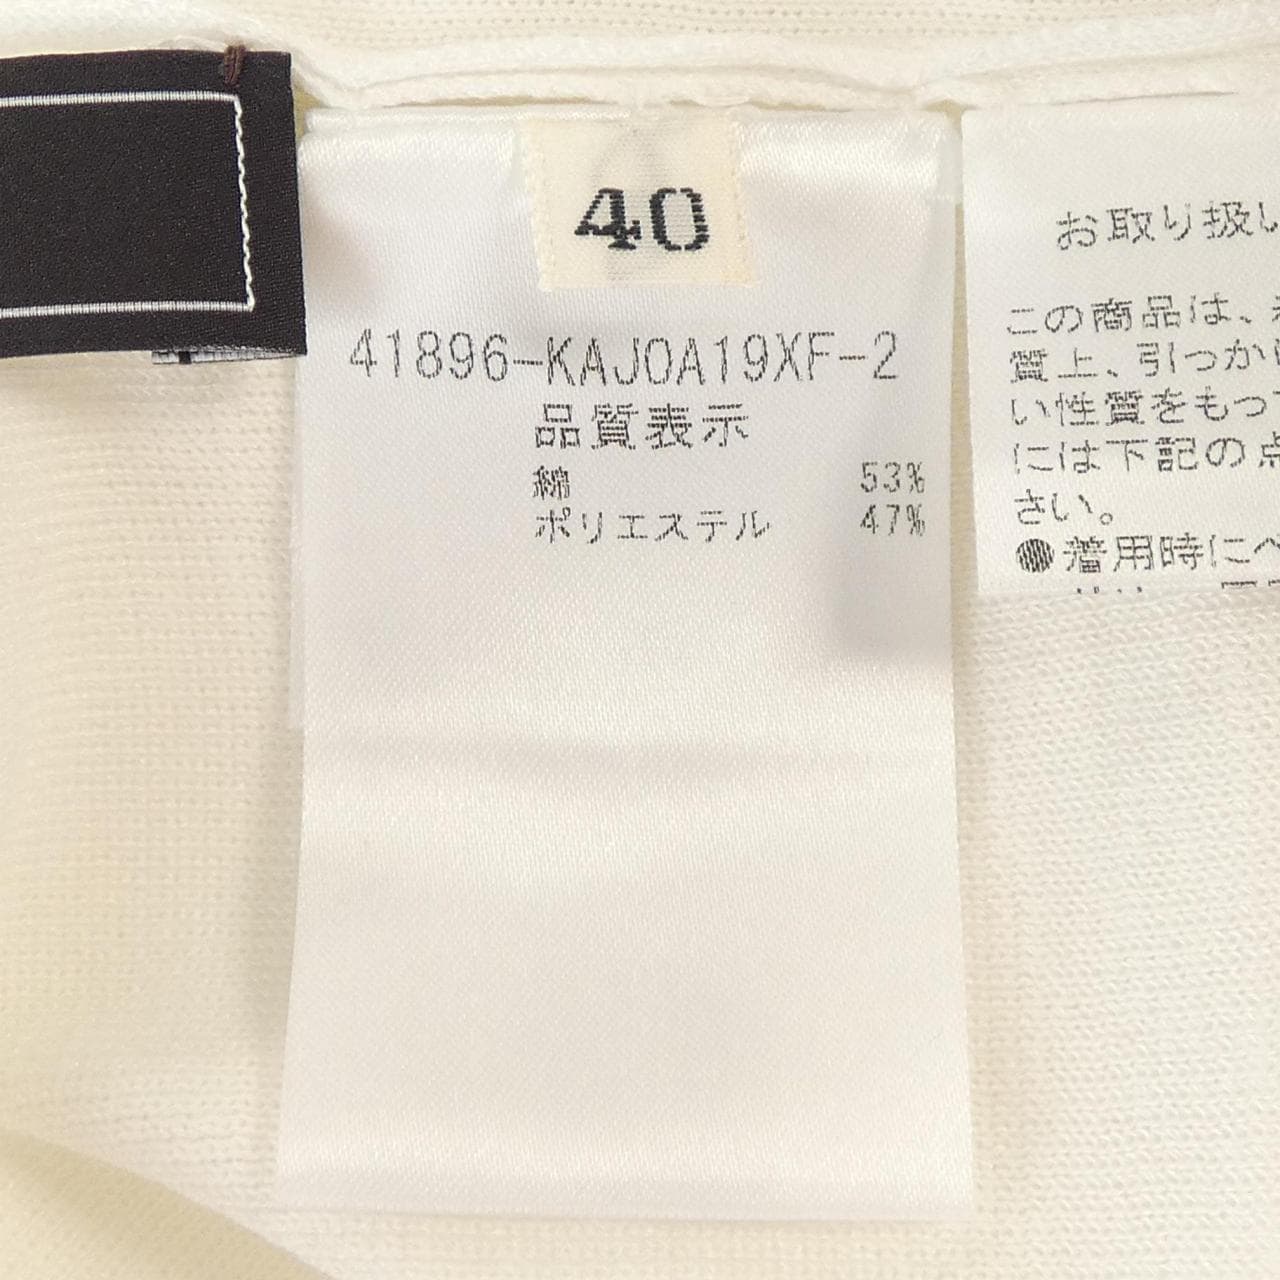 40
41896-KAJOA19XF-2
品質表示
綿 53%
ポリエステル 47%
お取り扱い
この商品は、
質上、引っか
い性質をもっ
には下記の点
さい。
●着用時にベ